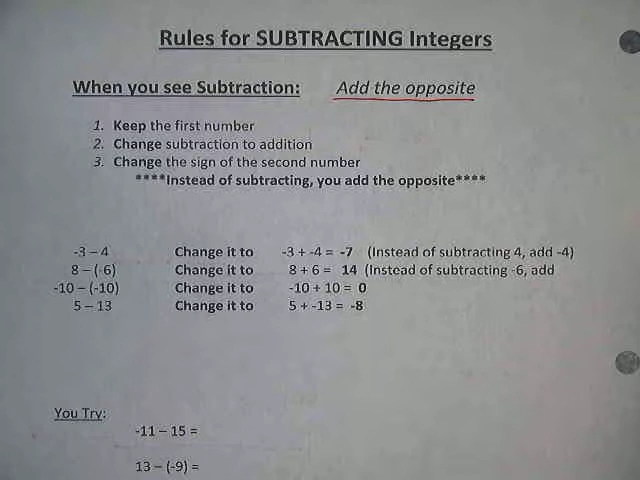 Rules for SUBTRACTING Integers
When you see Subtraction: Add the opposite
1. Keep the first number
2. Change subtraction to addition
3. Change the sign of the second number
****Instead of subtracting, you add the opposite****
-3 – 4 Change it to -3 + -4 = -7 (Instead of subtracting 4, add -4)
8 – (-6) Change it to 8 + 6 = 14 (Instead of subtracting -6, add
-10 – (-10) Change it to -10 + 10 = 0
5 – 13 Change it to 5 + -13 = -8
You Try:
-11 – 15 =
13 – (-9) =